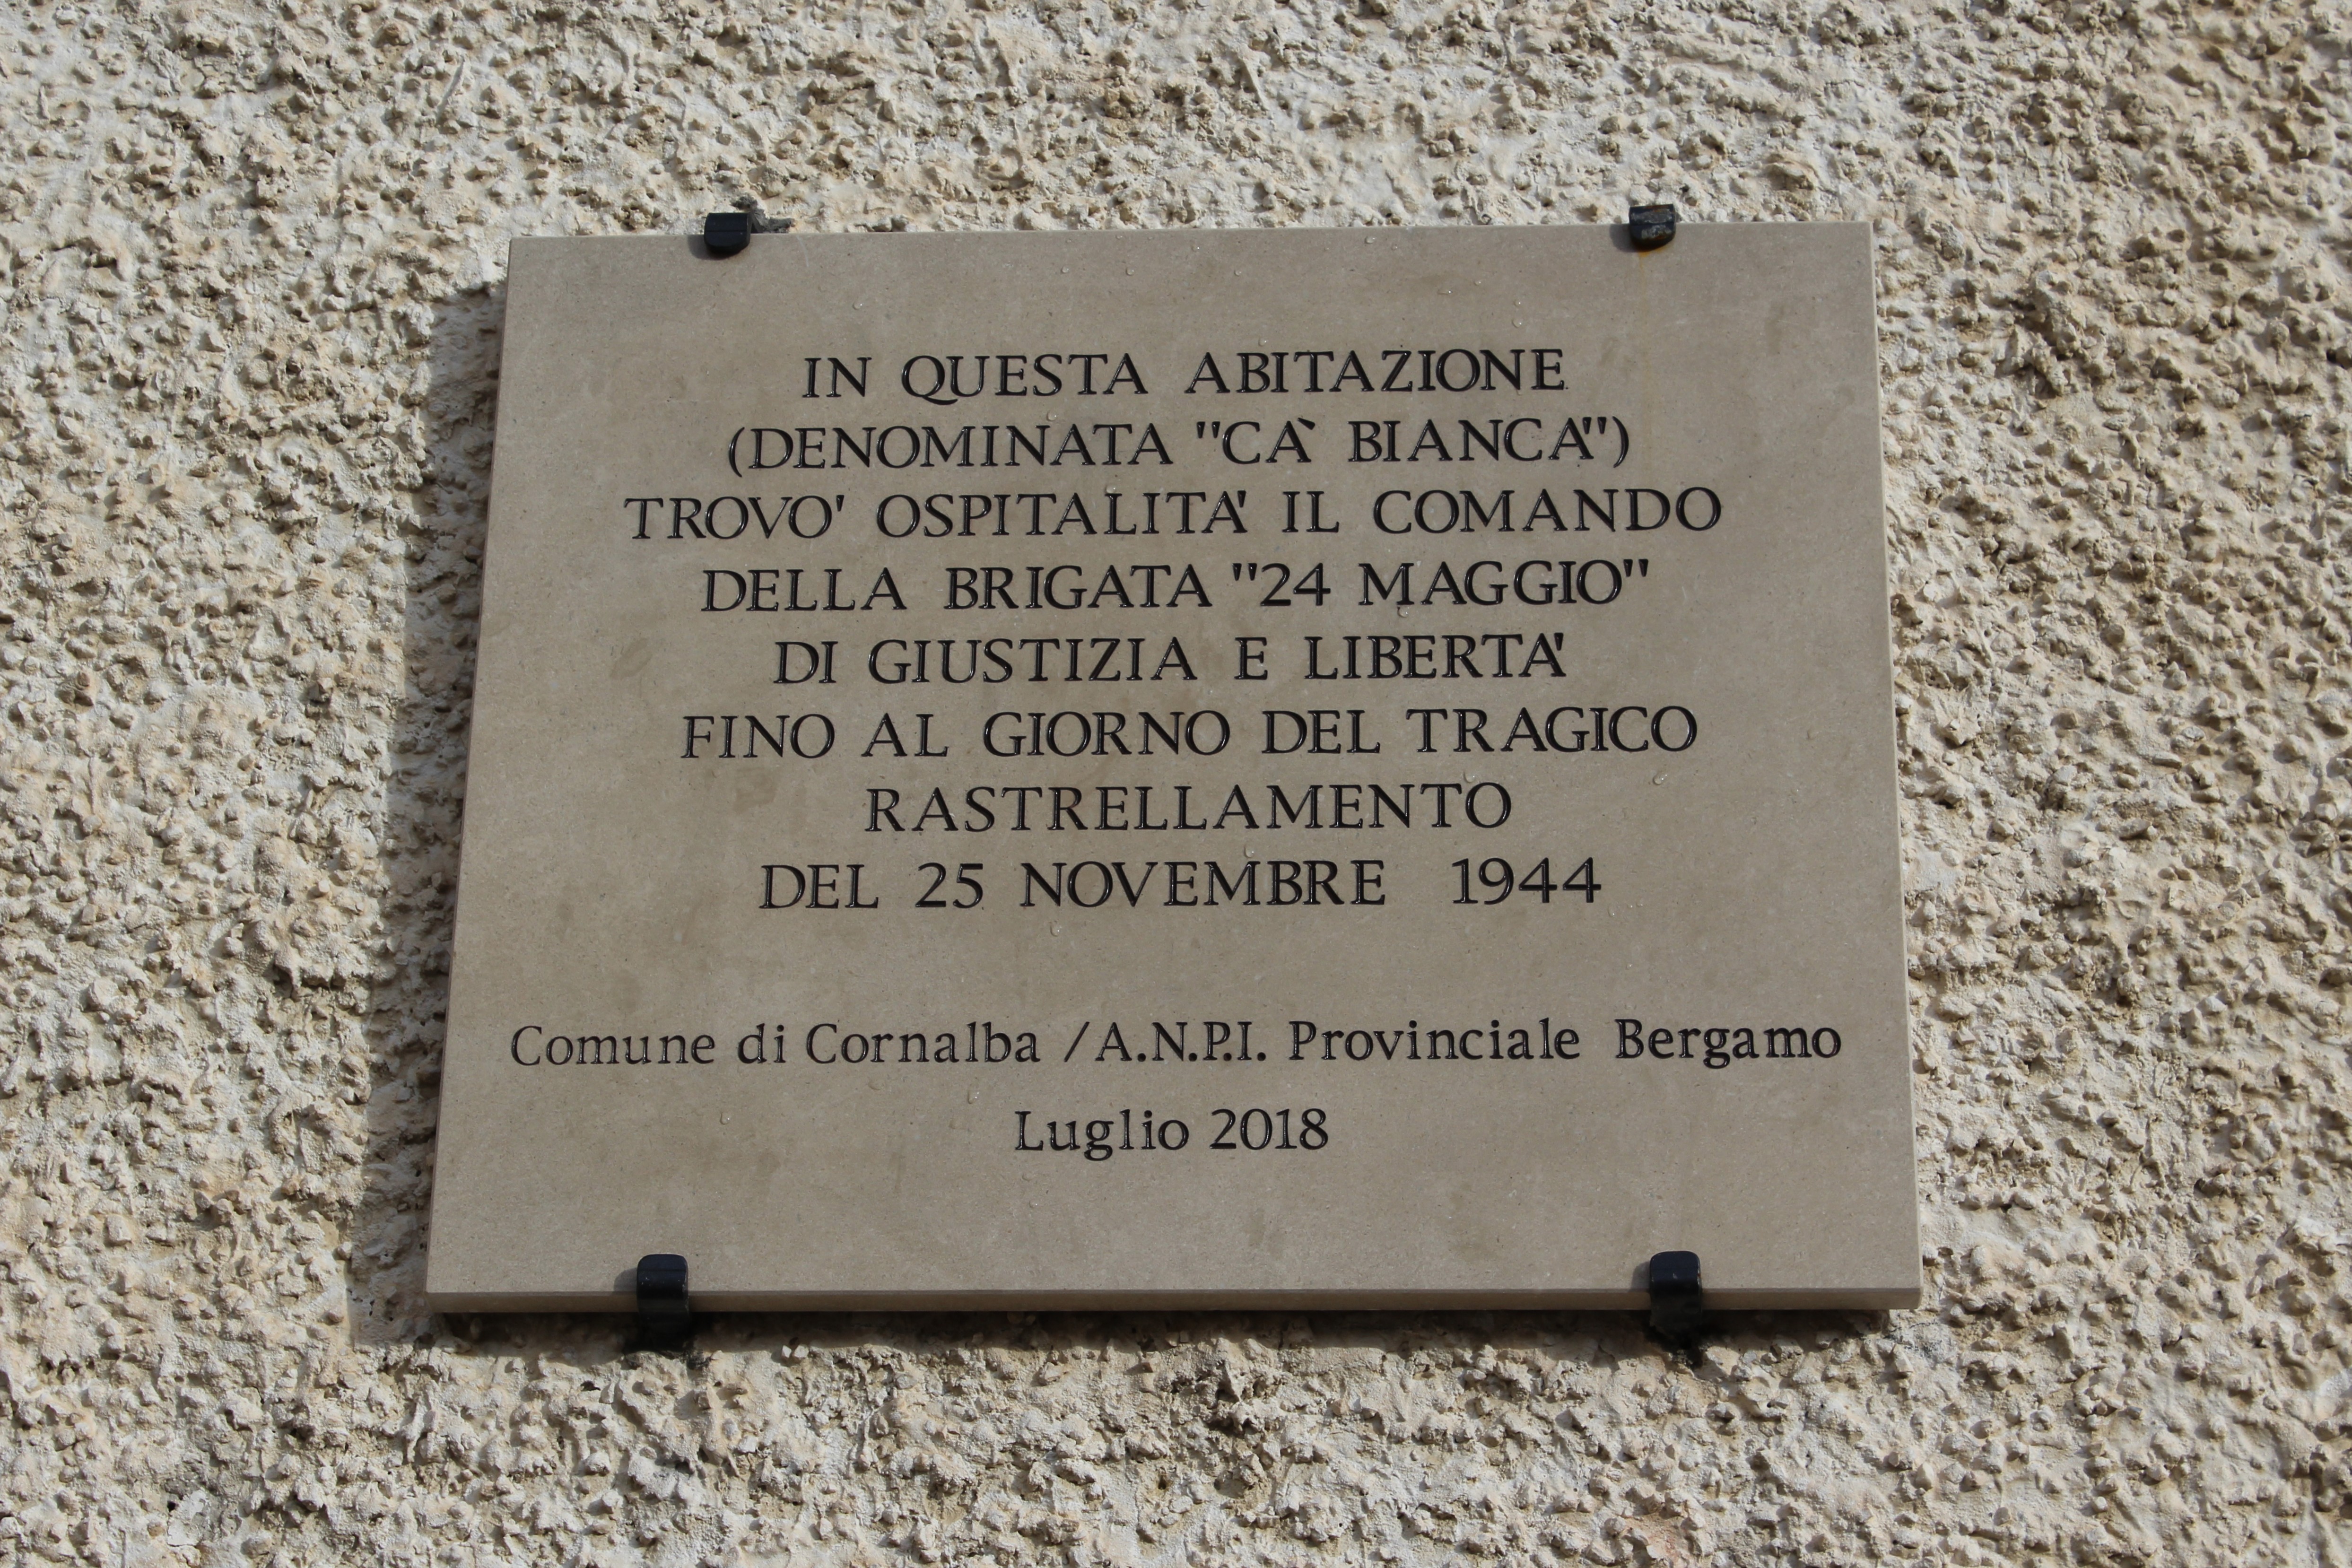 IN QUESTA ABITAZIONE
(DENOMINATA "CA` BIANCA")
TROVO' OSPITALITA' IL COMANDO
DELLA BRIGATA "24 MAGGIO"
DI GIUSTIZIA E LIBERTA'
FINO AL GIORNO DEL TRAGICO
RASTRELLAMENTO
DEL 25 NOVEMBRE 1944
Comune di Cornalba / A.N.P.I. Provinciale Bergamo
Luglio 2018